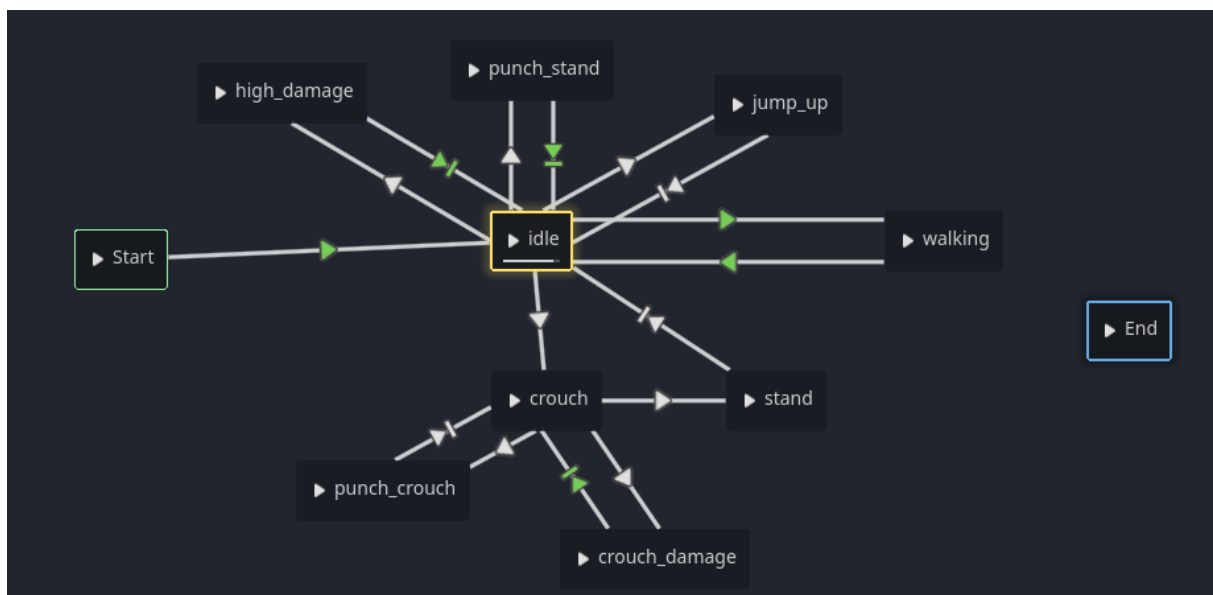 punch_stand
high_damage
jump_up
idle
walking
Start
End
crouch
stand
punch_crouch
crouch_damage